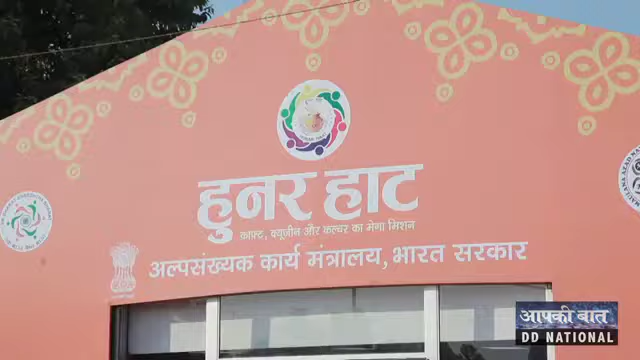 हुनर हाट
क्राफ्ट, क्यूज़ीन और कल्चर का मेगा मिशन
अल्पसंख्यक कार्य मंत्रालय, भारत सरकार
आपकी बात
DD NATIONAL